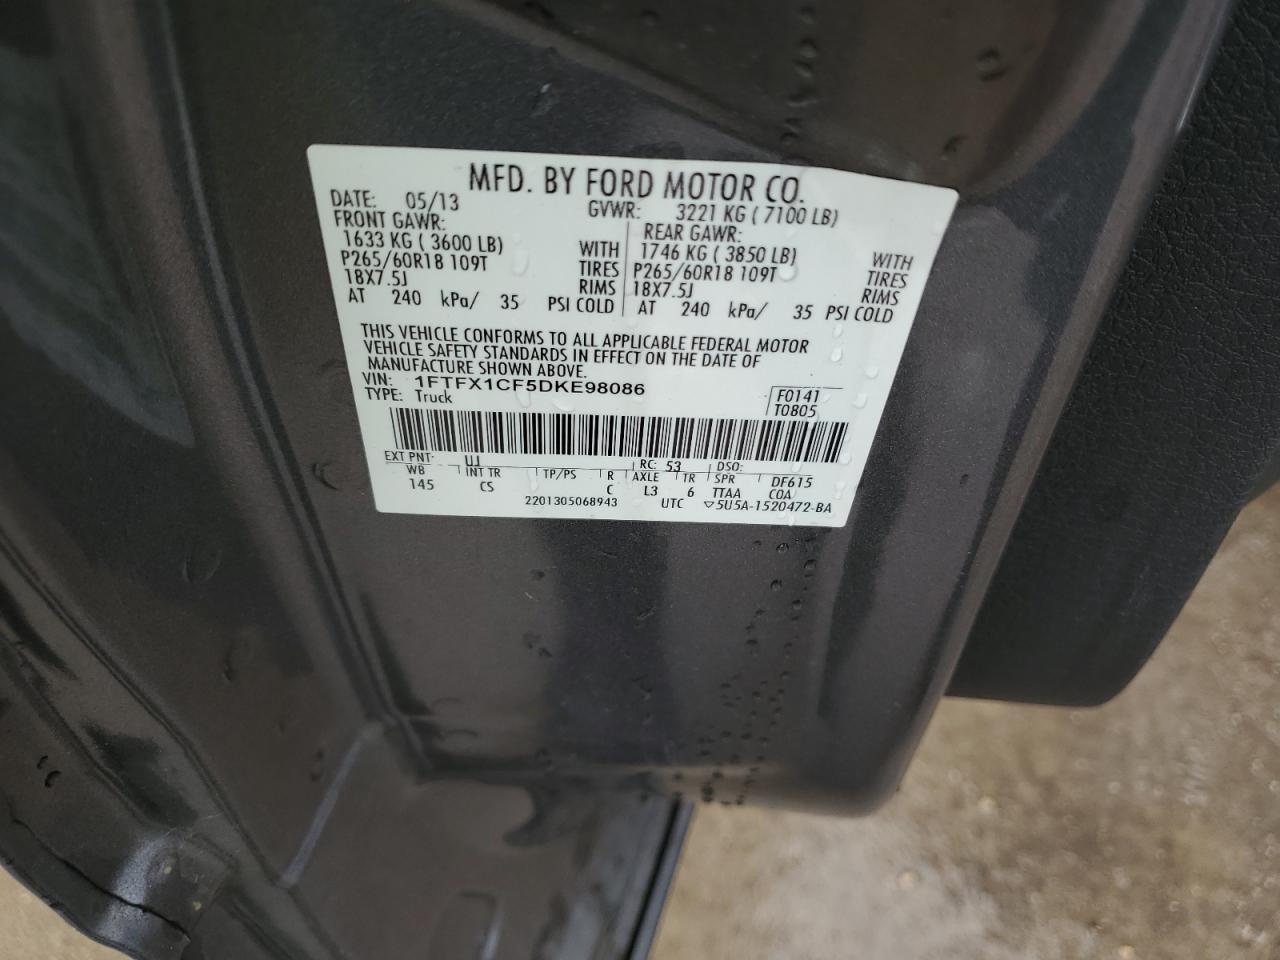 MFD. BY FORD MOTOR CO.
DATE: 05/13 GVWR: 3221 KG ( 7100 LB)
FRONT GAWR: REAR GAWR:
1633 KG ( 3600 LB) WITH 1746 KG ( 3850 LB) WITH
P265/60R18 109T TIRES P265/60R18 109T TIRES
18X7.5J RIMS 18X7.5J RIMS
AT 240 kPa/ 35 PSI COLD AT 240 kPa/ 35 PSI COLD
THIS VEHICLE CONFORMS TO ALL APPLICABLE FEDERAL MOTOR
VEHICLE SAFETY STANDARDS IN EFFECT ON THE DATE OF
MANUFACTURE SHOWN ABOVE.
VIN: 1FTFX1CF5DKE98086 F0141
TYPE: Truck T0805
EXT PNT: UJ RC: 53 DSO:
WB INT TR TP/PS R AXLE TR SPR DF615
145 CS C L3 6 TTAA COA
2201305068943 UTC ▽5U5A-1520472-BA